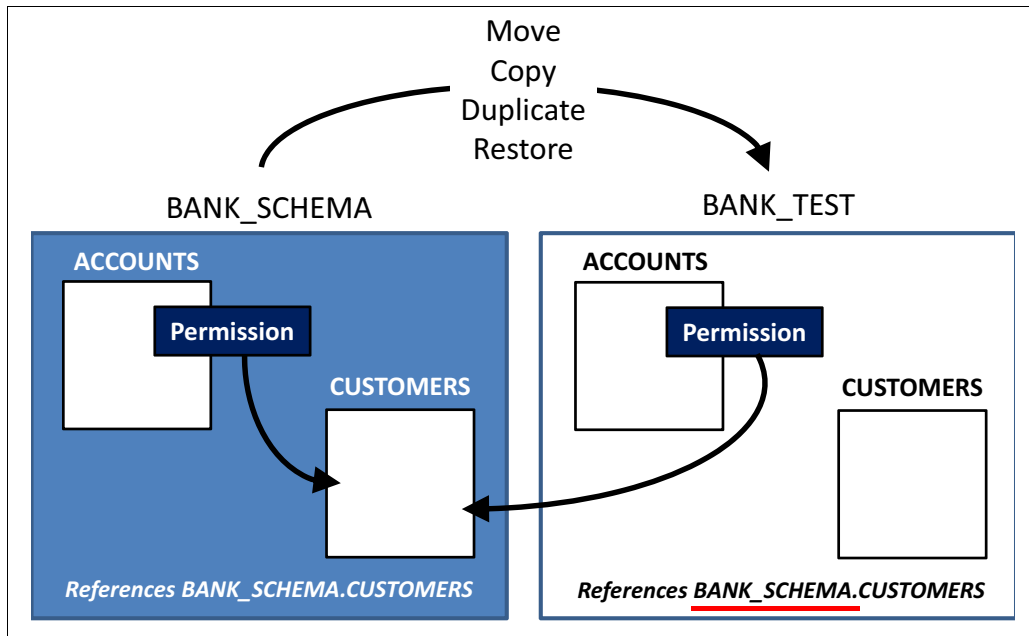 Move
Copy
Duplicate
Restore
BANK_SCHEMA
BANK_TEST
ACCOUNTS
Permission
CUSTOMERS
References BANK_SCHEMA.CUSTOMERS
ACCOUNTS
Permission
CUSTOMERS
References BANK_SCHEMA.CUSTOMERS